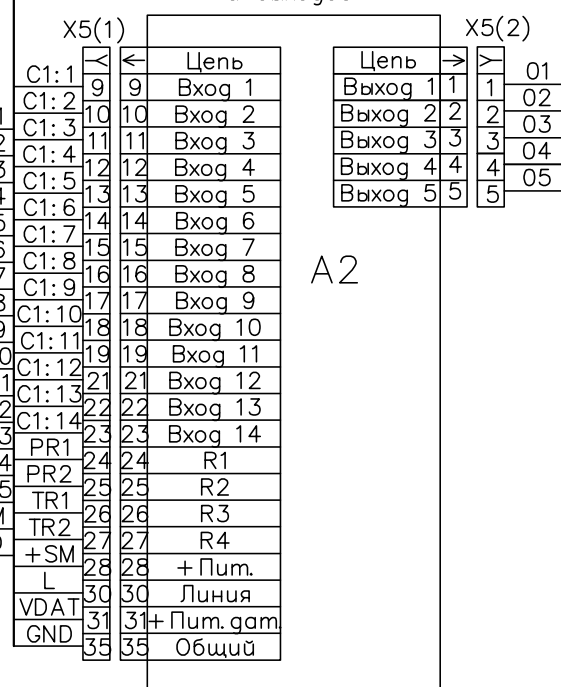 X5(1)
X5(2)
Цепь
Цепь
C1:1 9 9 Вход 1
Выход 1 1 1 01
C1:2 10 10 Вход 2
Выход 2 2 2 02
C1:3 11 11 Вход 3
Выход 3 3 3 03
C1:4 12 12 Вход 4
Выход 4 4 4 04
C1:5 13 13 Вход 5
Выход 5 5 5 05
C1:6 14 14 Вход 6
C1:7 15 15 Вход 7
C1:8 16 16 Вход 8
A2
C1:9 17 17 Вход 9
C1:10 18 18 Вход 10
C1:11 19 19 Вход 11
C1:12 21 21 Вход 12
C1:13 22 22 Вход 13
C1:14 23 23 Вход 14
PR1 24 24 R1
PR2 25 25 R2
TR1 26 26 R3
TR2 27 27 R4
+SM 28 28 +Пит.
L 30 30 Линия
VDAT 31 31 +Пит.дат.
GND 35 35 Общий